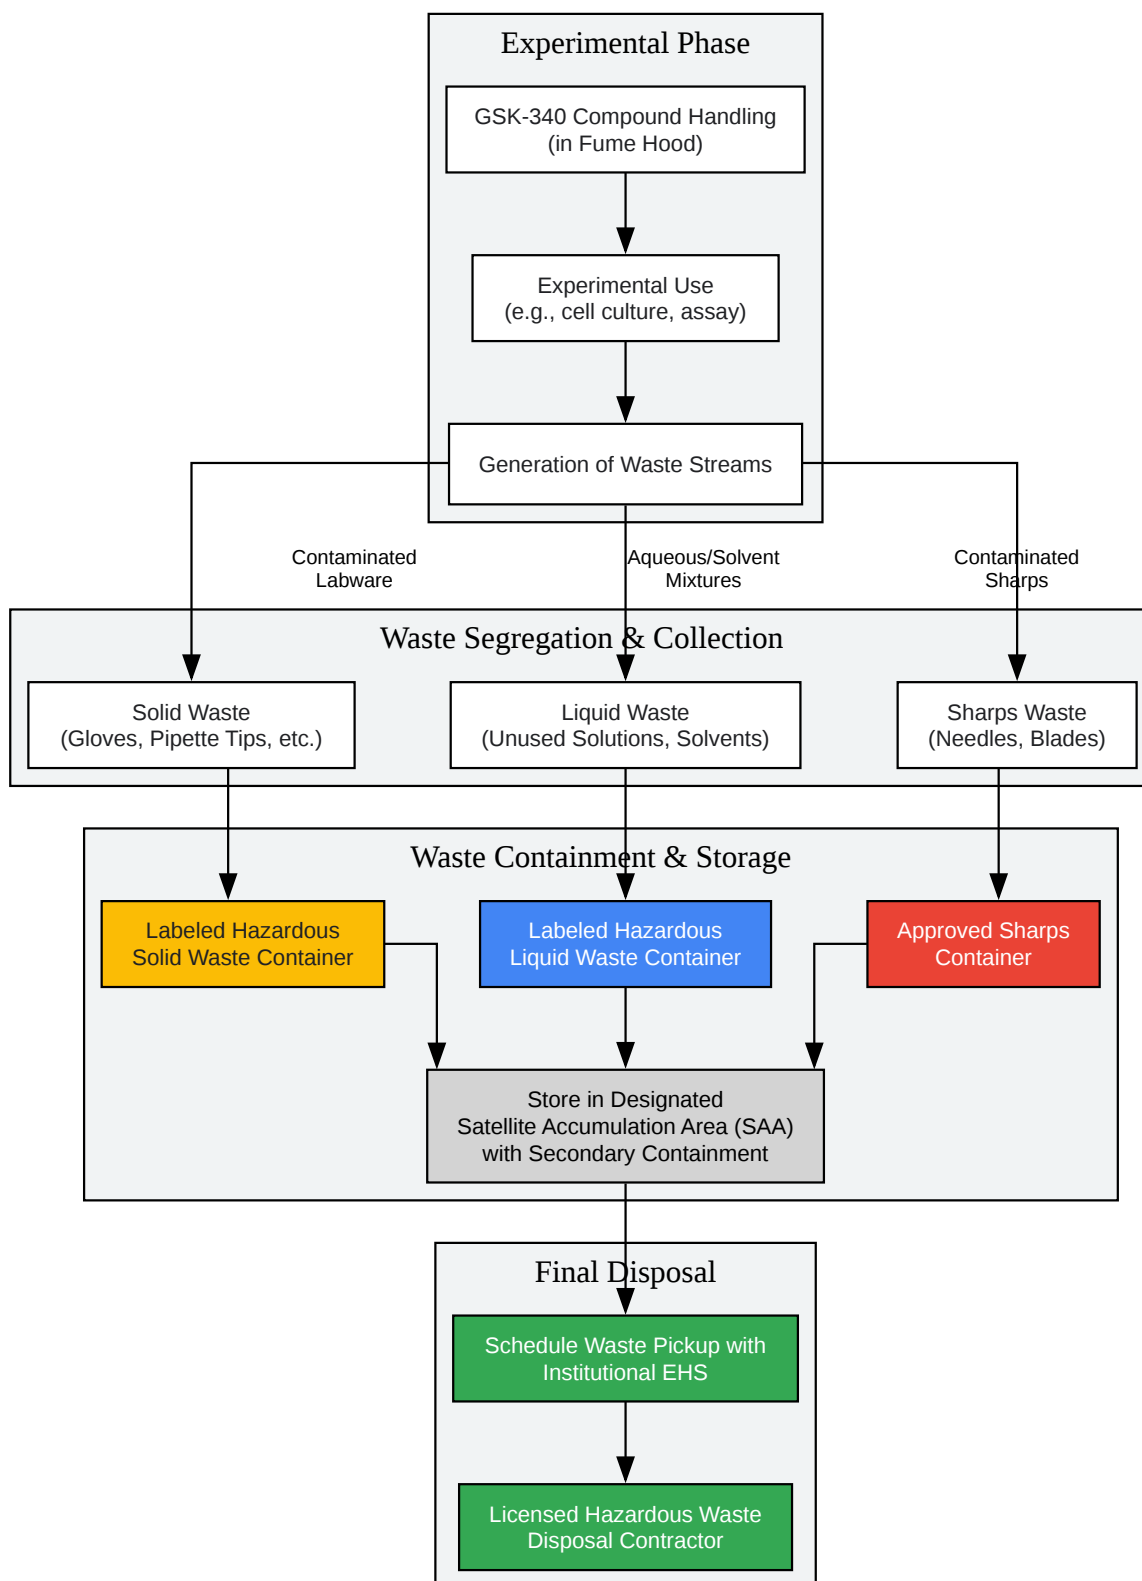 Experimental Phase
GSK-340 Compound Handling
(in Fume Hood)
Experimental Use
(e.g., cell culture, assay)
Generation of Waste Streams
Contaminated
Labware
Aqueous/Solvent
Mixtures
Contaminated
Sharps
Waste Segregation & Collection
Solid Waste
(Gloves, Pipette Tips, etc.)
Liquid Waste
(Unused Solutions, Solvents)
Sharps Waste
(Needles, Blades)
Waste Containment & Storage
Labeled Hazardous
Solid Waste Container
Labeled Hazardous
Liquid Waste Container
Approved Sharps
Container
Store in Designated
Satellite Accumulation Area (SAA)
with Secondary Containment
Final Disposal
Schedule Waste Pickup with
Institutional EHS
Licensed Hazardous Waste
Disposal Contractor